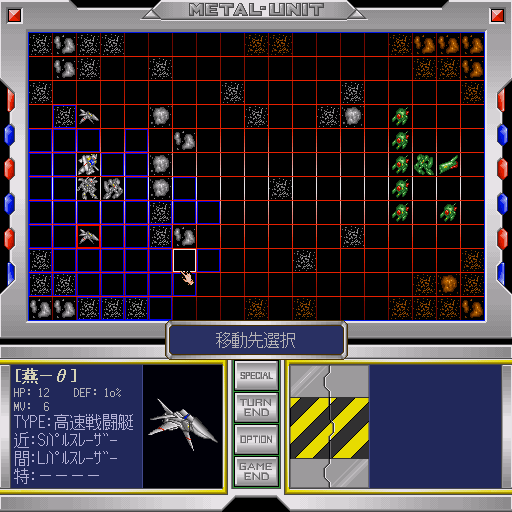 METAL-UNIT
移動先選択
[燕-θ]
HP: 12 DEF: 10%
MV: 6
TYPE:高速戦闘艇
近:Sパルスレーザー
間:Lパルスレーザー
特:ーーーー
SPECIAL
TURN
END
OPTION
GAME
END